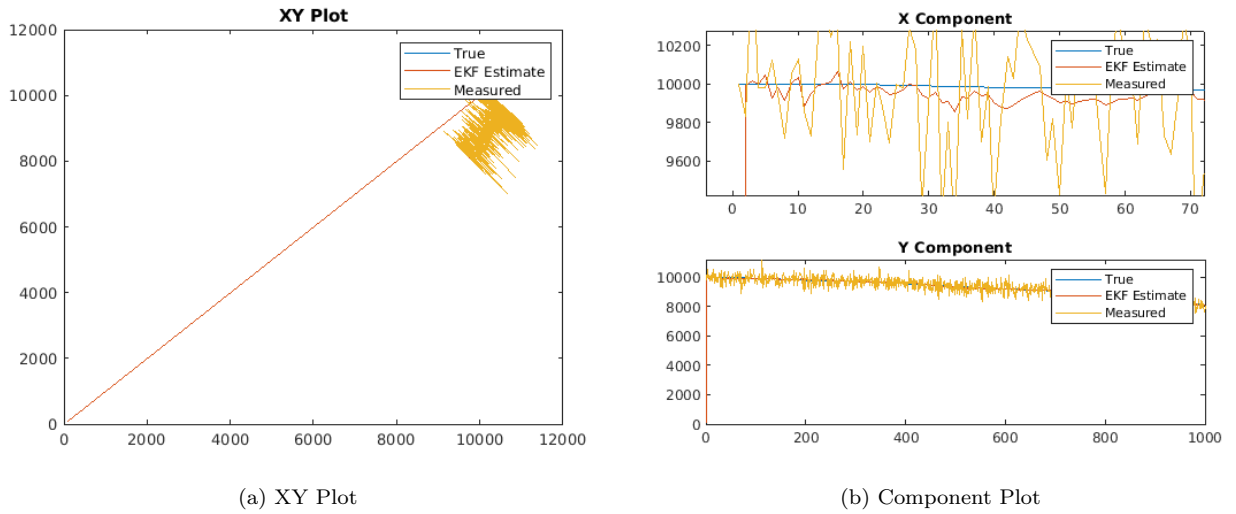 XY Plot
12000
10000
8000
6000
4000
2000
0
0 2000 4000 6000 8000 10000 12000
True
EKF Estimate
Measured
(a) XY Plot
X Component
10200
10000
9800
9600
0 10 20 30 40 50 60 70
True
EKF Estimate
Measured
Y Component
10000
8000
6000
4000
2000
0
0 200 400 600 800 1000
True
EKF Estimate
Measured
(b) Component Plot